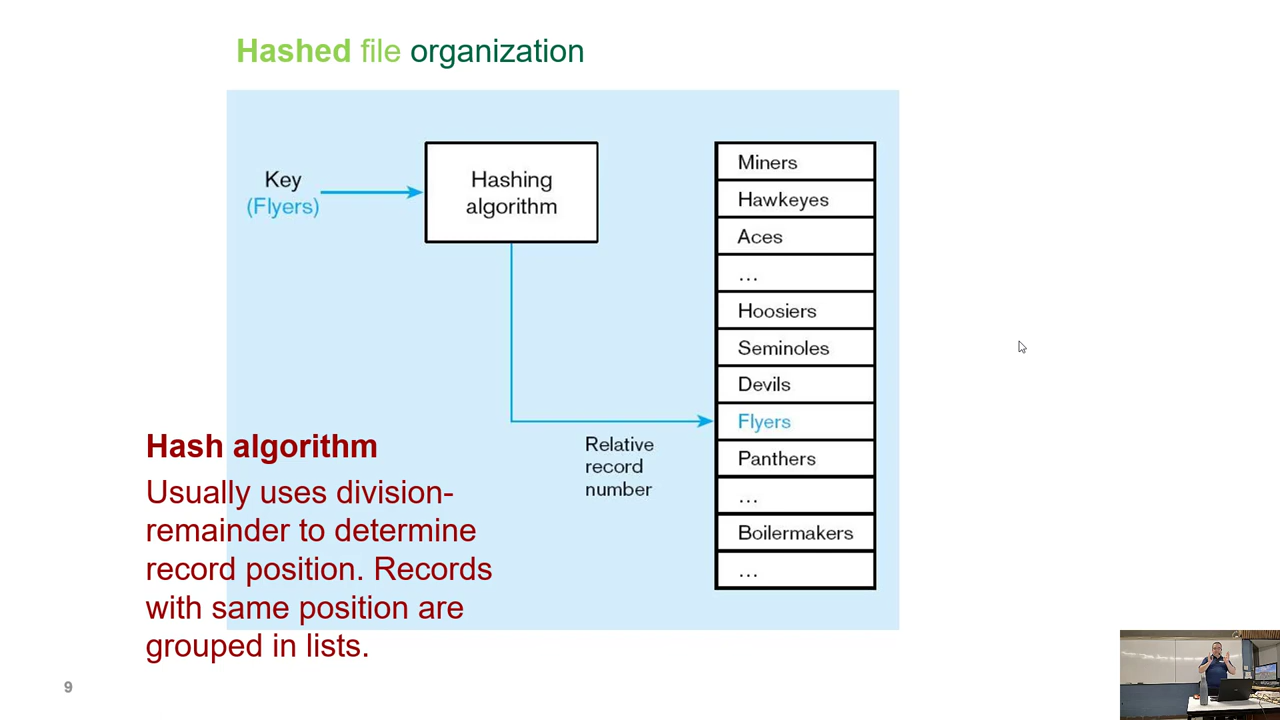 Hashed file organization
Key
(Flyers)
Hashing
algorithm
Miners
Hawkeyes
Aces
...
Hoosiers
Seminoles
Devils
Flyers
Panthers
...
Boilermakers
...
Relative
record
number
Hash algorithm
Usually uses division-
remainder to determine
record position. Records
with same position are
grouped in lists.
9